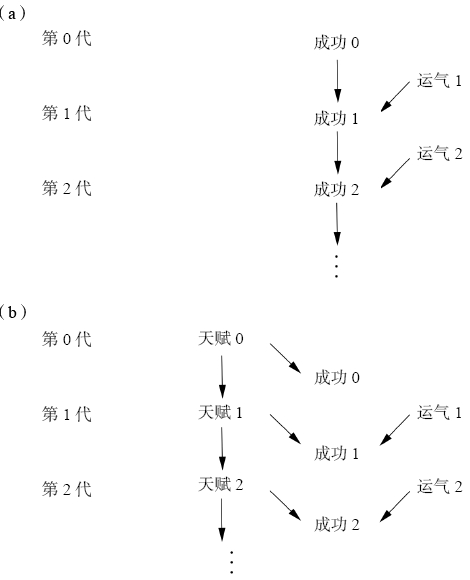 (a)
第 0 代 成功 0
运气 1
第 1 代 成功 1
运气 2
第 2 代 成功 2
⋮
(b)
第 0 代 天赋 0
成功 0
第 1 代 天赋 1 运气 1
成功 1
第 2 代 天赋 2 运气 2
成功 2
⋮